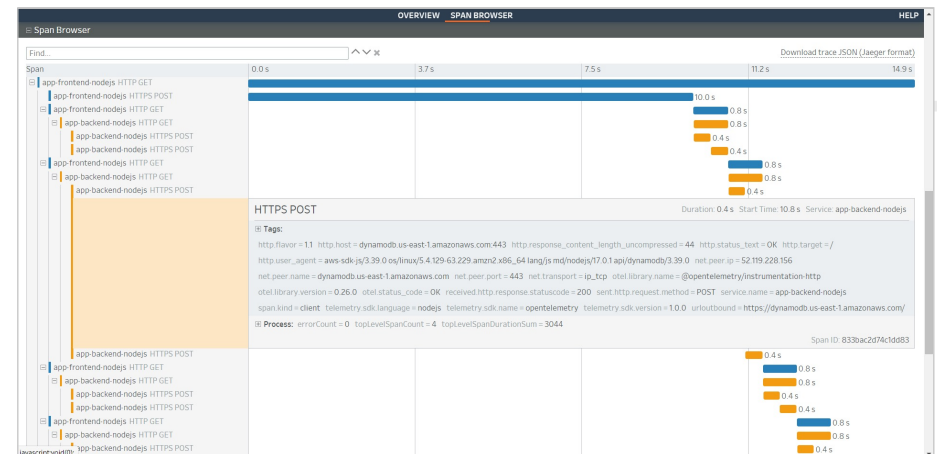 OVERVIEW SPAN BROWSER HELP
Span Browser
Find...
Download trace JSON (Jaeger format)
Span 0.0 s 3.7 s 7.5 s 11.2 s 14.9 s
app-frontend-nodejs HTTP GET
app-frontend-nodejs HTTPS POST 10.0 s
app-frontend-nodejs HTTP GET 0.8 s
app-backend-nodejs HTTP GET 0.8 s
app-backend-nodejs HTTPS POST 0.4 s
app-backend-nodejs HTTPS POST 0.4 s
app-frontend-nodejs HTTP GET 0.8 s
app-backend-nodejs HTTP GET 0.8 s
app-backend-nodejs HTTPS POST 0.4 s
HTTPS POST Duration: 0.4 s Start Time: 10.8 s Service: app-backend-nodejs
Tags:
http.flavor = 1.1 http.host = dynamodb.us-east-1.amazonaws.com:443 http.response_content_length_uncompressed = 44 http.status_text = OK http.target = /
http.user_agent = aws-sdk-js/3.39.0 os/linux/5.4.129-63.229.amzn2.x86_64 lang/js md/nodejs/17.0.1 api/dynamodb/3.39.0 net.peer.ip = 52.119.228.156
net.peer.name = dynamodb.us-east-1.amazonaws.com net.peer.port = 443 net.transport = ip_tcp otel.library.name = @opentelemetry/instrumentation-http
otel.library.version = 0.26.0 otel.status_code = OK received.http.response.statuscode = 200 sent.http.request.method = POST service.name = app-backend-nodejs
span.kind = client telemetry.sdk.language = nodejs telemetry.sdk.name = opentelemetry telemetry.sdk.version = 1.0.0 urloutbound = https://dynamodb.us-east-1.amazonaws.com/
Process: errorCount = 0 topLevelSpanCount = 4 topLevelSpanDurationSum = 3044
Span ID: 833bac2d74c1dd83
app-backend-nodejs HTTPS POST 0.4 s
app-frontend-nodejs HTTP GET 0.8 s
app-backend-nodejs HTTP GET 0.8 s
app-backend-nodejs HTTPS POST 0.4 s
app-backend-nodejs HTTPS POST 0.4 s
app-frontend-nodejs HTTP GET 0.8 s
app-backend-nodejs HTTP GET 0.8 s
app-backend-nodejs HTTPS POST 0.4 s
javascript:void(0);